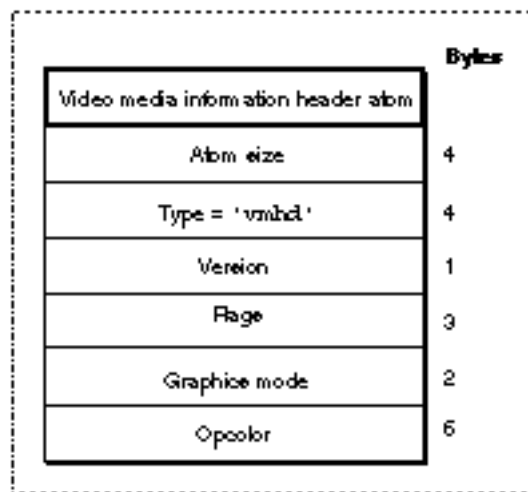 Bytes
Video media information header atom
Atom size 4
Type = 'vmhd' 4
Version 1
Flags 3
Graphics mode 2
Opcolor 6